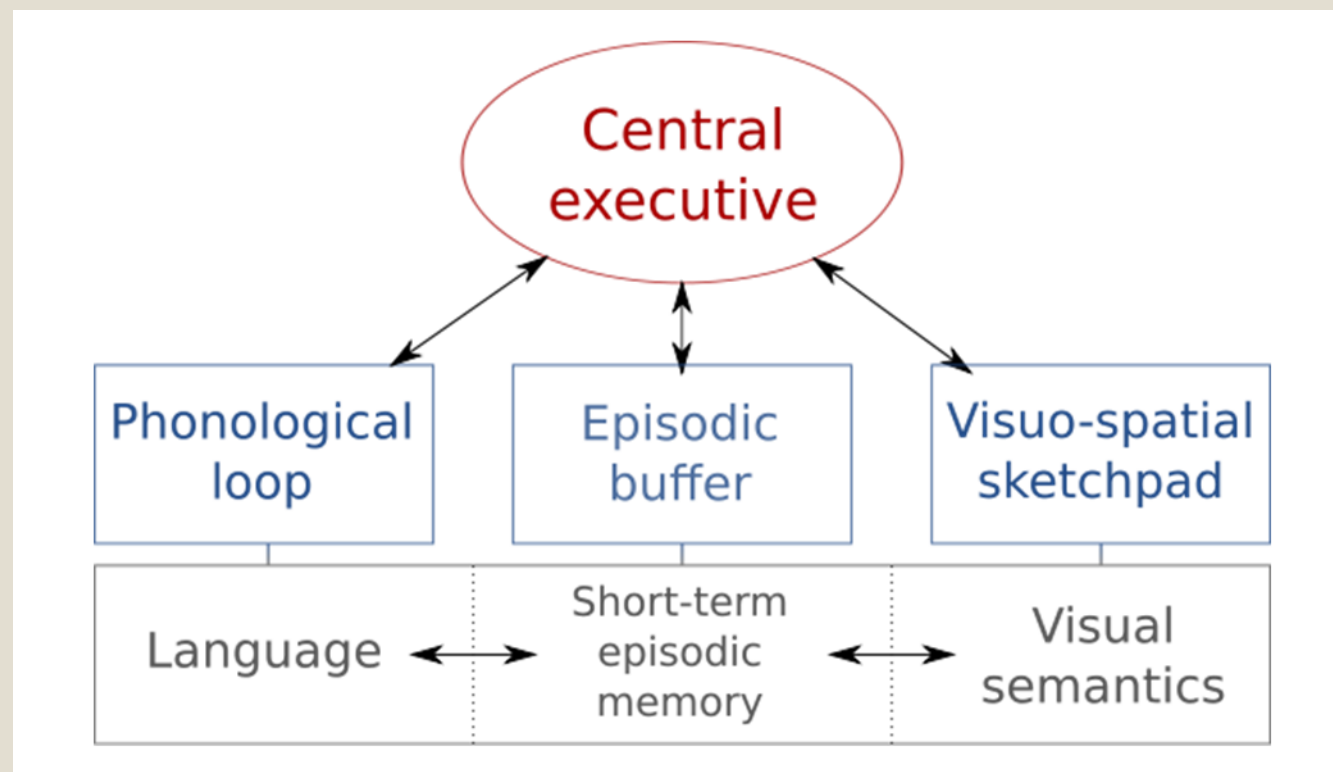 Central
executive
Phonological
loop
Episodic
buffer
Visuo-spatial
sketchpad
Language
Short-term
episodic
memory
Visual
semantics